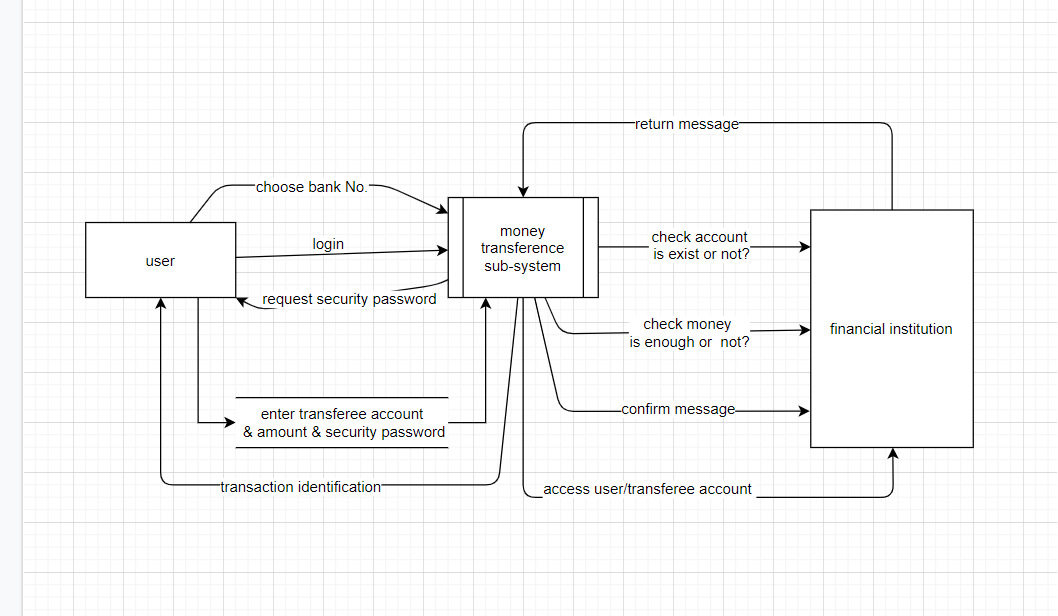 return message
choose bank No.
login
request security password
user
money
transference
sub-system
check account
is exist or not?
check money
is enough or  not?
financial institution
confirm message
enter transferee account
& amount & security password
transaction identification
access user/transferee account